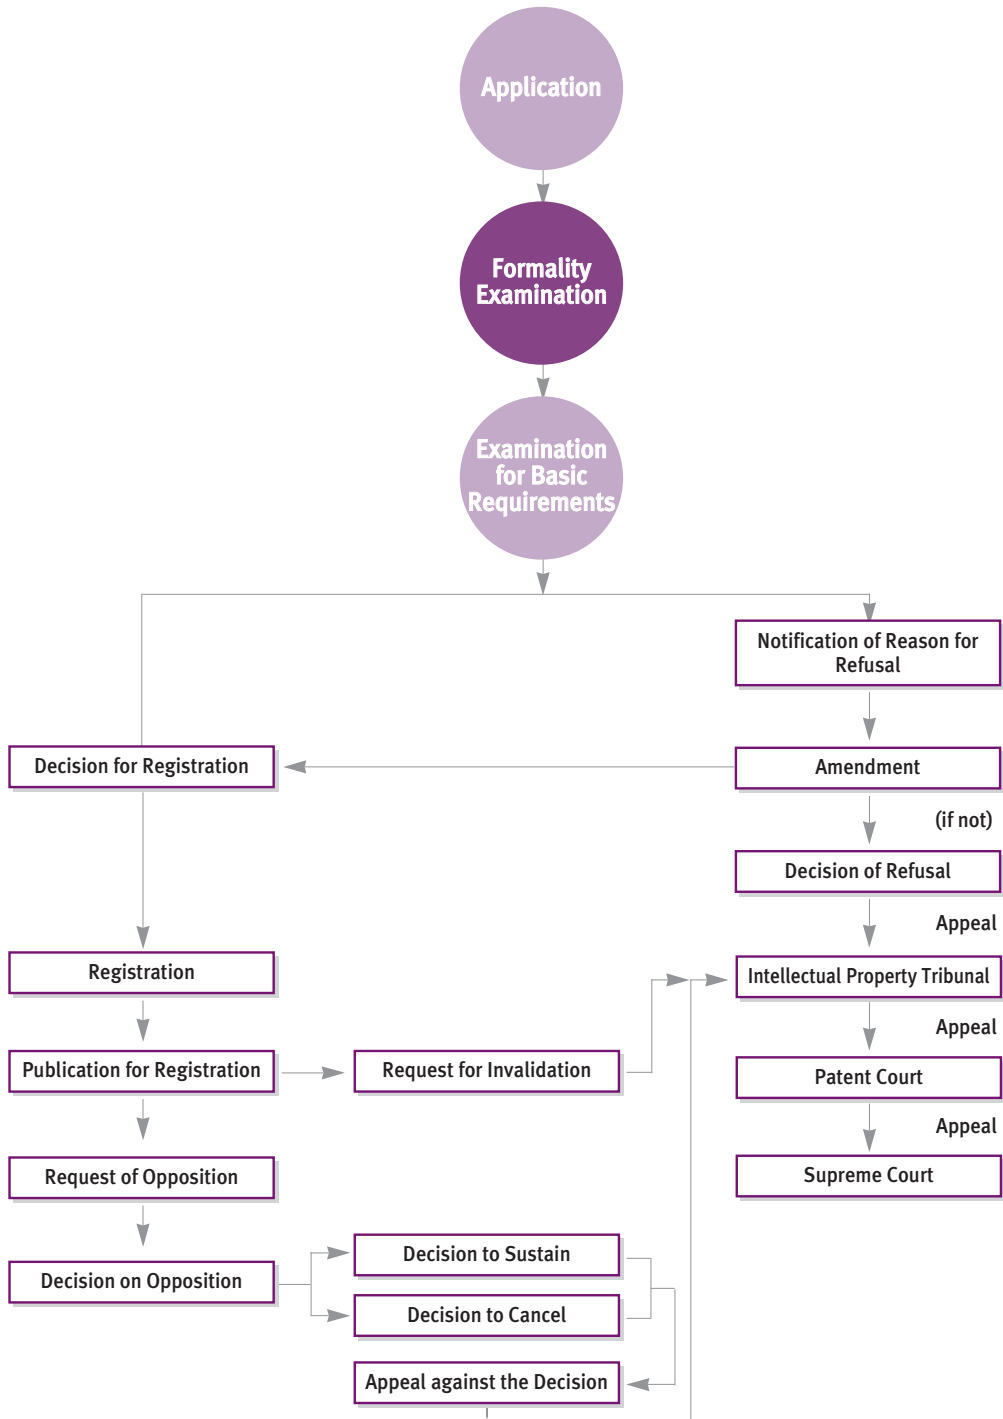 Application
Formality
Examination
Examination
for Basic
Requirements
Notification of Reason for
Refusal
Decision for Registration
Amendment
(if not)
Decision of Refusal
Appeal
Registration
Intellectual Property Tribunal
Appeal
Publication for Registration
Request for Invalidation
Patent Court
Appeal
Request of Opposition
Supreme Court
Decision to Sustain
Decision on Opposition
Decision to Cancel
Appeal against the Decision